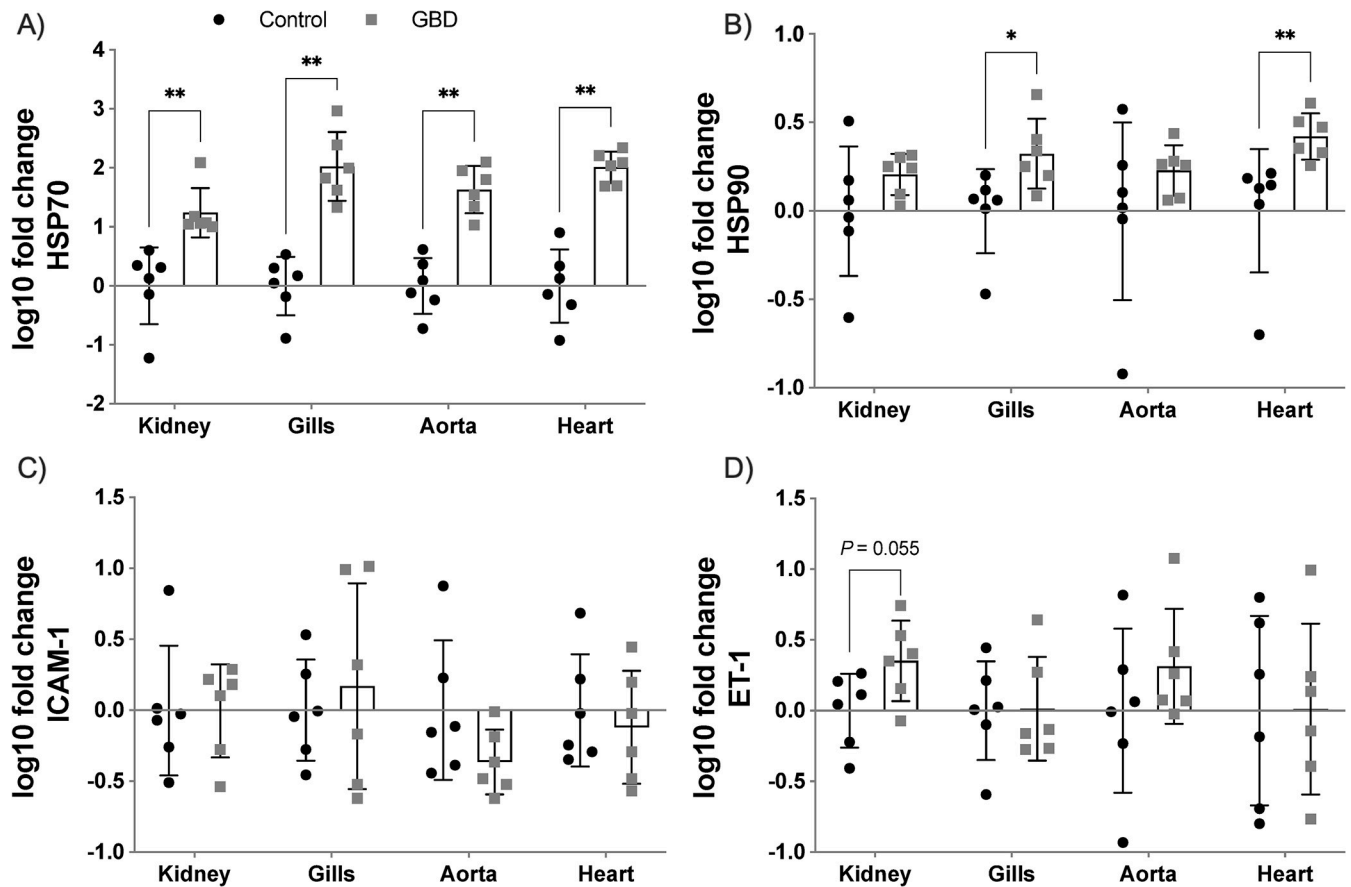 A)
Control GBD
log10 fold change
HSP70
4
3
2
1
0
-1
-2
**
**
**
**
Kidney Gills Aorta Heart
B)
log10 fold change
HSP90
1.0
0.5
0.0
-0.5
-1.0
*
**
Kidney Gills Aorta Heart
C)
log10 fold change
ICAM-1
1.5
1.0
0.5
0.0
-0.5
-1.0
Kidney Gills Aorta Heart
D)
log10 fold change
ET-1
1.5
1.0
0.5
0.0
-0.5
-1.0
P = 0.055
Kidney Gills Aorta Heart